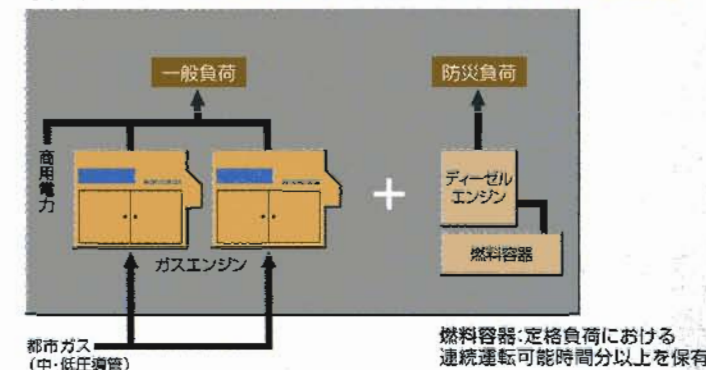 一般負荷
防災負荷
商用電力
ディーゼル
エンジン
燃料容器
ガスエンジン
都市ガス
(中・低圧導管)
燃料容器:定格負荷における
連続運転可能時間分以上を保有